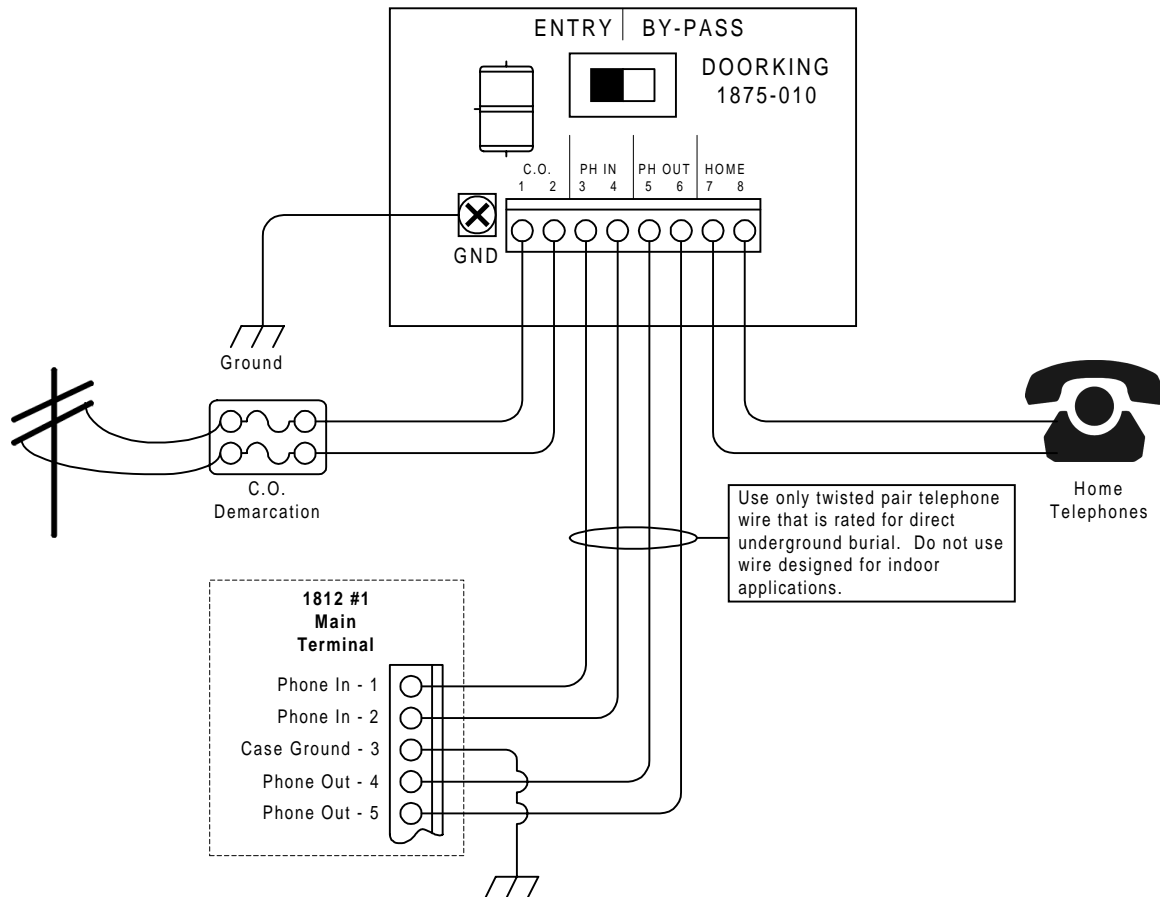 ENTRY BY-PASS
DOORKING
1875-010
C.O. PH IN PH OUT HOME
1 2 3 4 5 6 7 8
GND
Ground
C.O.
Demarcation
Home
Telephones
Use only twisted pair telephone
wire that is rated for direct
underground burial. Do not use
wire designed for indoor
applications.
1812 #1
Main
Terminal
Phone In - 1
Phone In - 2
Case Ground - 3
Phone Out - 4
Phone Out - 5